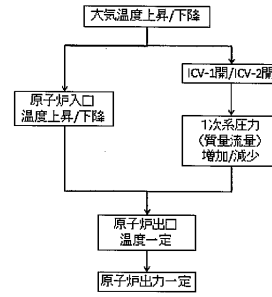 大気温度上昇/下降
ICV-1開/ICV-2開
原子炉入口
温度上昇/下降
1次系圧力
(質量流量)
増加/減少
原子炉出口
温度一定
原子炉出力一定